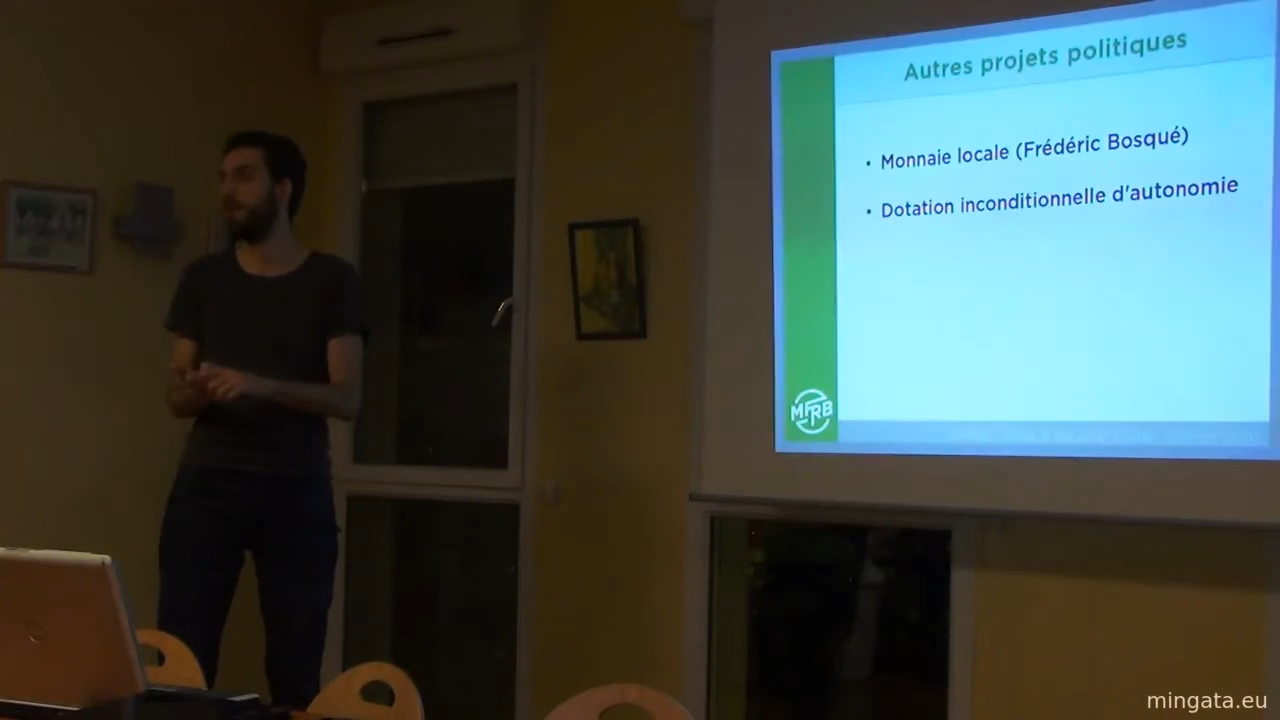 Autres projets politiques
• Monnaie locale (Frédéric Bosqué)
• Dotation inconditionnelle d'autonomie
MFRB
mingata.eu